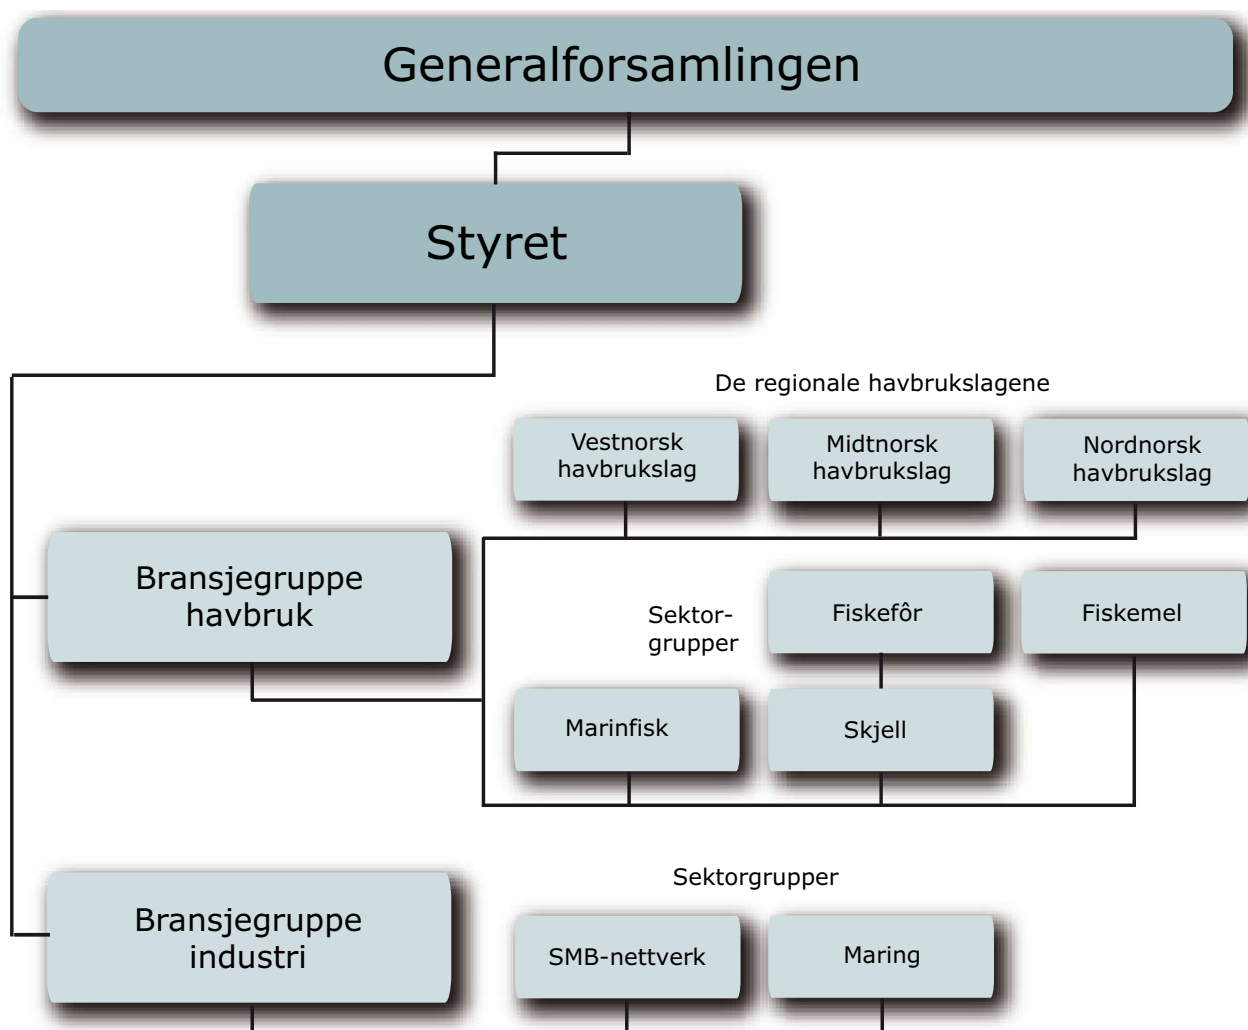 Generalforsamlingen
Styret
De regionale havbrukslagene
Vestnorsk
havbrukslag
Midtnorsk
havbrukslag
Nordnorsk
havbrukslag
Bransjegruppe
havbruk
Sektor-
grupper
Fiskefôr
Fiskemel
Marinfisk
Skjell
Bransjegruppe
industri
Sektorgrupper
SMB-nettverk
Maring